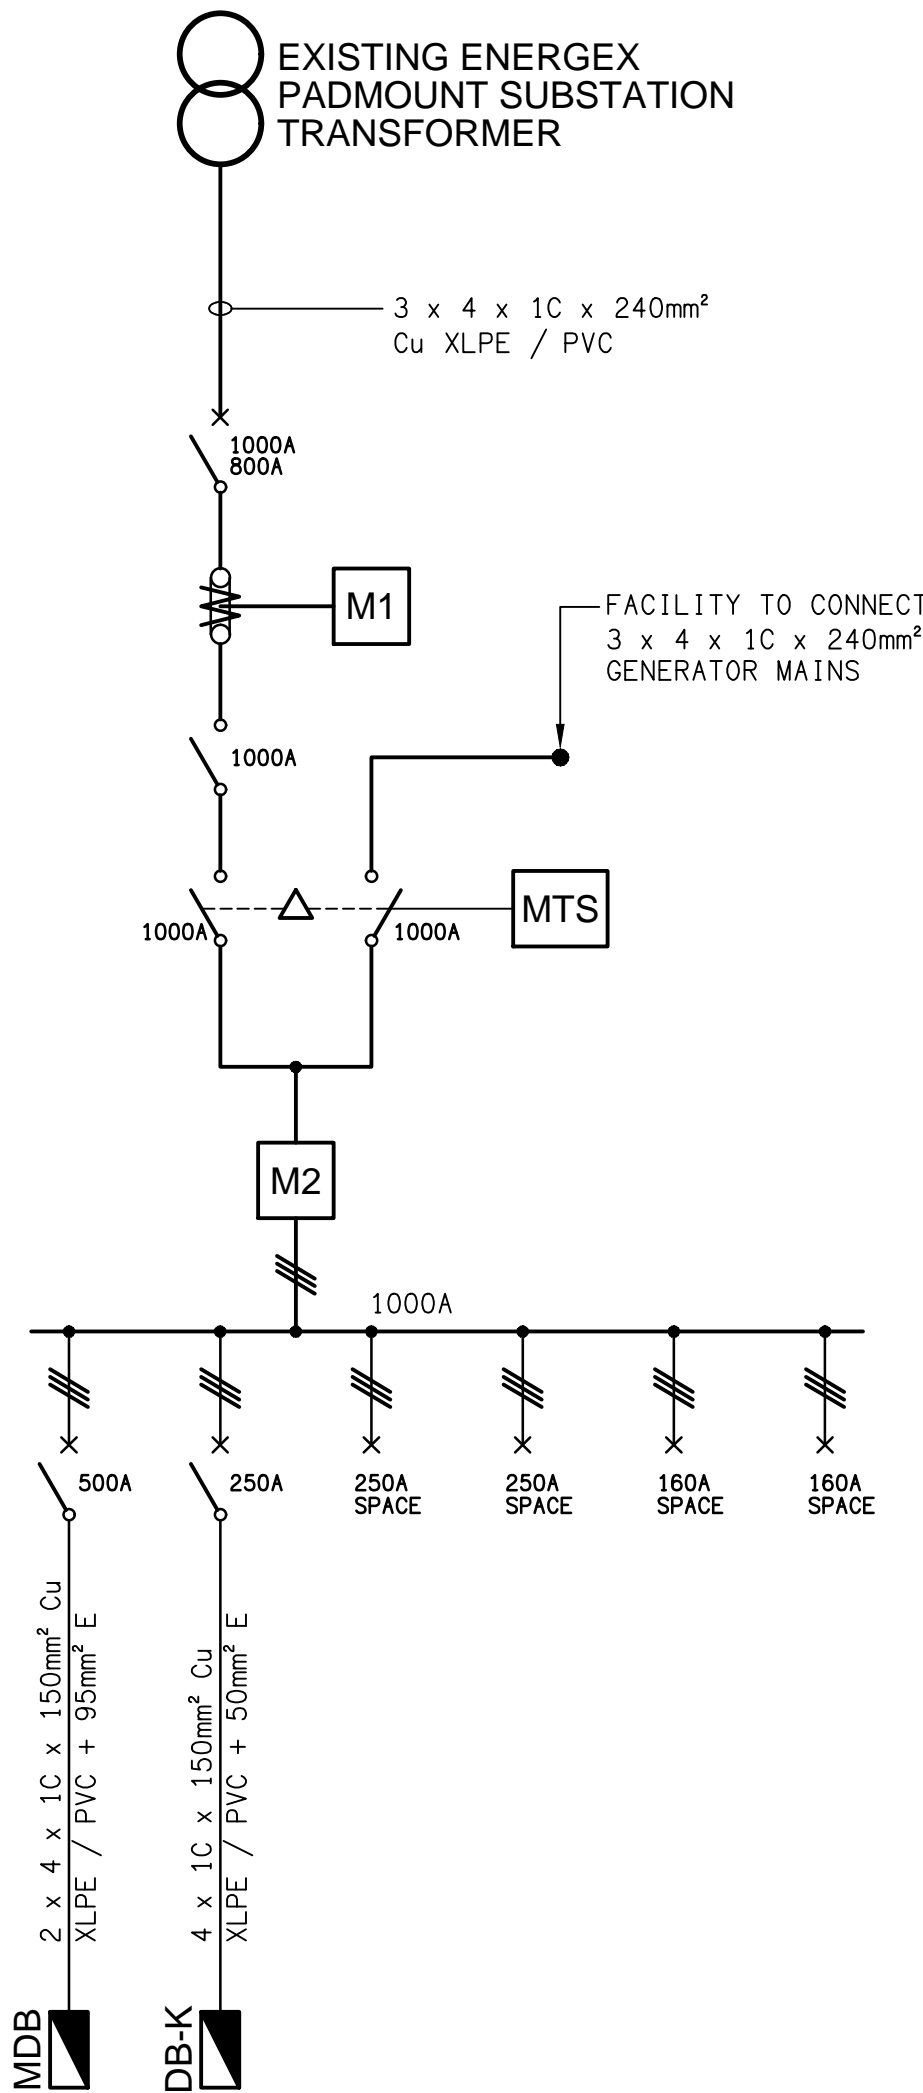 EXISTING ENERGEX
PADMOUNT SUBSTATION
TRANSFORMER
3 x 4 x 1C x 240mm²
Cu XLPE / PVC
1000A
800A
M1
FACILITY TO CONNECT
3 x 4 x 1C x 240mm²
GENERATOR MAINS
1000A
1000A
1000A
MTS
M2
1000A
500A
250A
250A
SPACE
250A
SPACE
160A
SPACE
160A
SPACE
2 x 4 x 1C x 150mm² Cu
XLPE / PVC + 95mm² E
4 x 1C x 150mm² Cu
XLPE / PVC + 50mm² E
MDB
DB-K